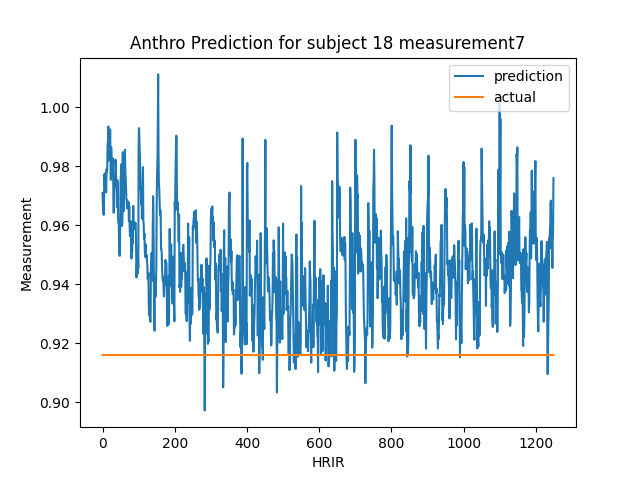 Anthro Prediction for subject 18 measurement7
prediction
actual
1.00
0.98
0.96
0.94
0.92
0.90
Measurement
0
200
400
600
800
1000
1200
HRIR